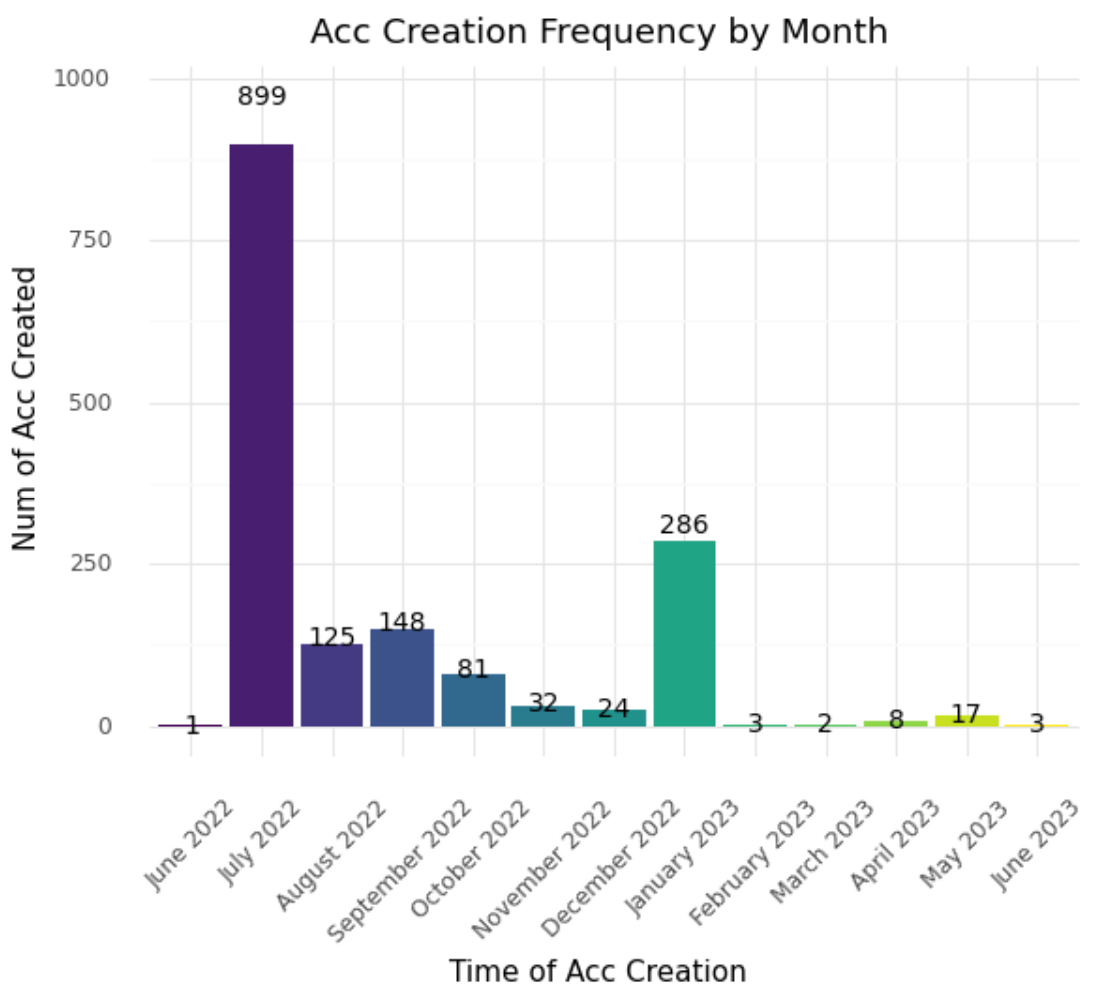 Acc Creation Frequency by Month
Num of Acc Created
1000
750
500
250
0
1
899
125
148
81
32
24
286
3
2
8
17
3
June 2022
July 2022
August 2022
September 2022
October 2022
November 2022
December 2022
January 2023
February 2023
March 2023
April 2023
May 2023
June 2023
Time of Acc Creation